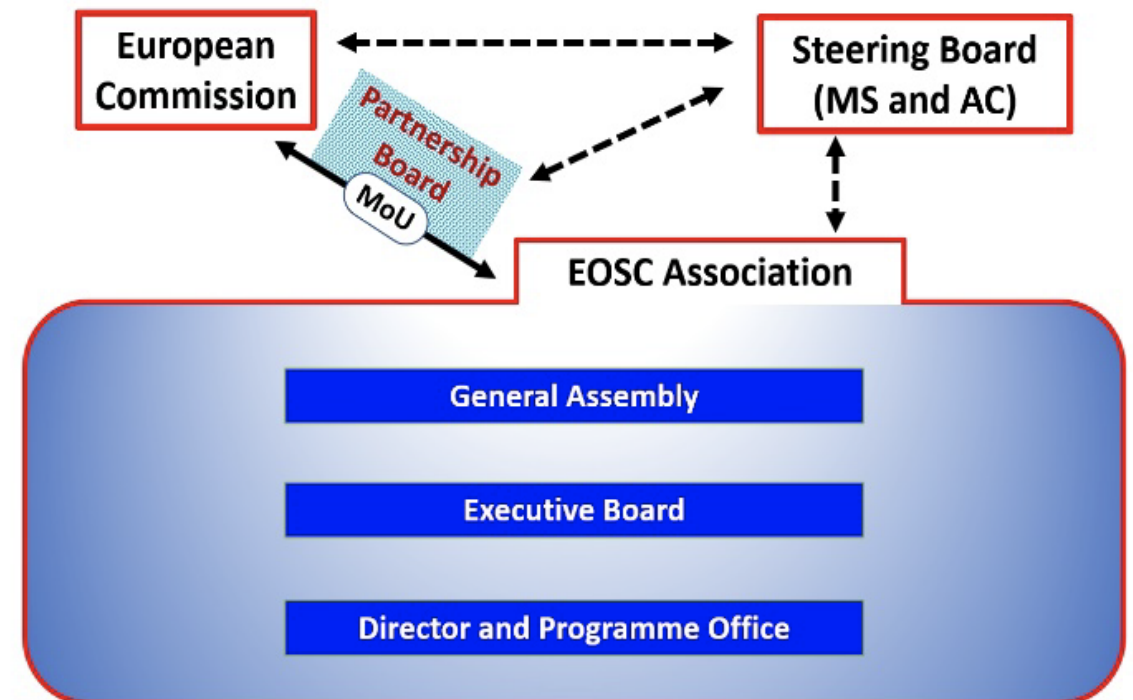 European
Commission
Steering Board
(MS and AC)
Partnership
Board
MoU
EOSC Association
General Assembly
Executive Board
Director and Programme Office